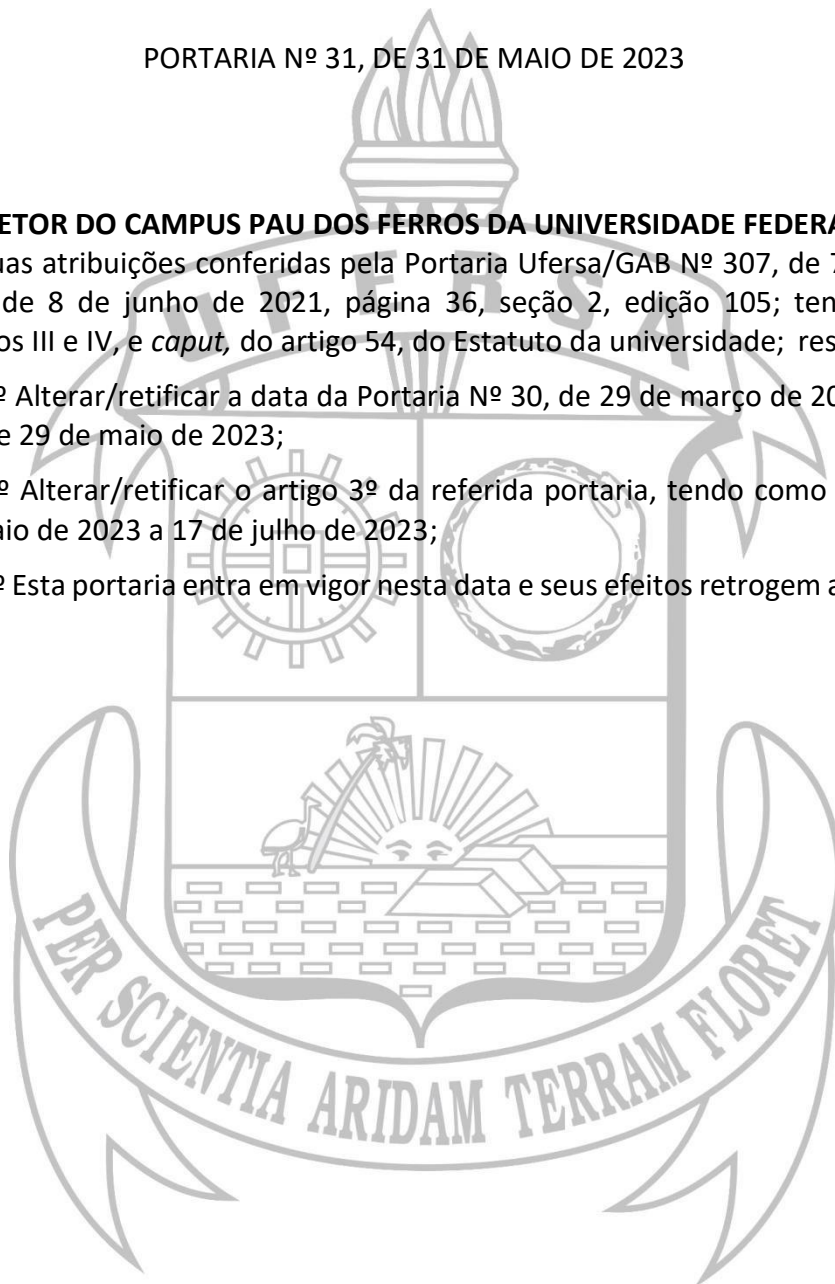 PORTARIA Nº 31, DE 31 DE MAIO DE 2023
ETOR DO CAMPUS PAU DOS FERROS DA UNIVERSIDADE FEDERA
uas atribuições conferidas pela Portaria Ufersa/GAB Nº 307, de 7
de 8 de junho de 2021, página 36, seção 2, edição 105; ten
os III e IV, e caput, do artigo 54, do Estatuto da universidade; res
º Alterar/retificar a data da Portaria Nº 30, de 29 de março de 20
e 29 de maio de 2023;
º Alterar/retificar o artigo 3º da referida portaria, tendo como
aio de 2023 a 17 de julho de 2023;
º Esta portaria entra em vigor nesta data e seus efeitos retrogem a
UFERSA
PER SCIENTIA ARIDAM TERRAM FLORET